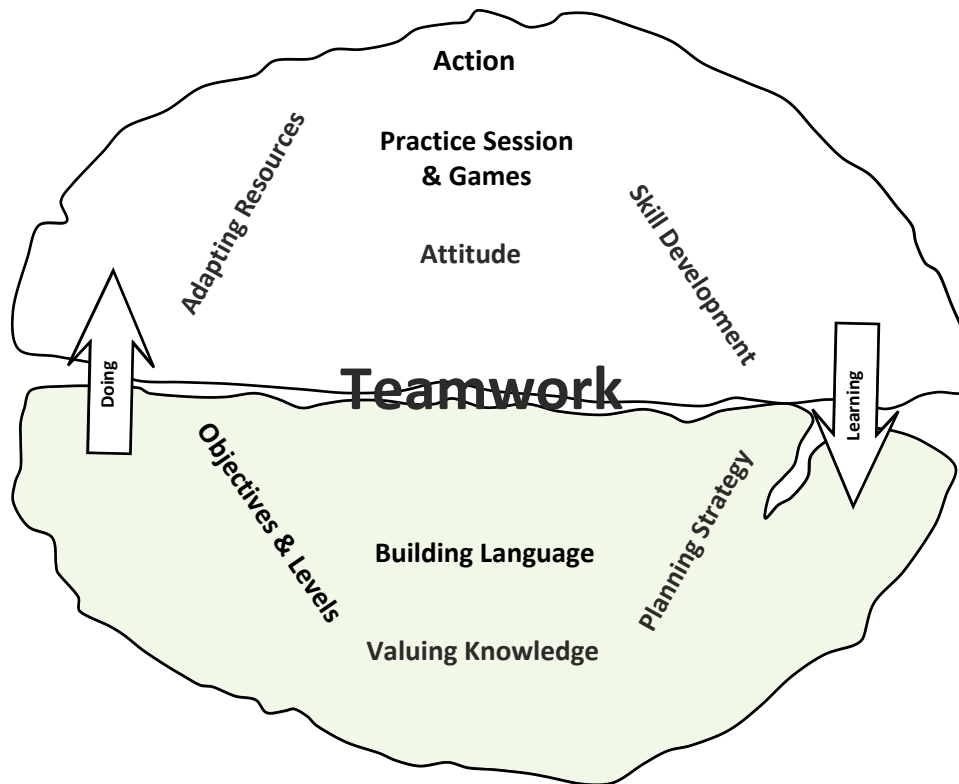 Action
Practice Session
& Games
Adapting Resources
Skill Development
Attitude
Doing
Teamwork
Learning
Objectives & Levels
Planning Strategy
Building Language
Valuing Knowledge